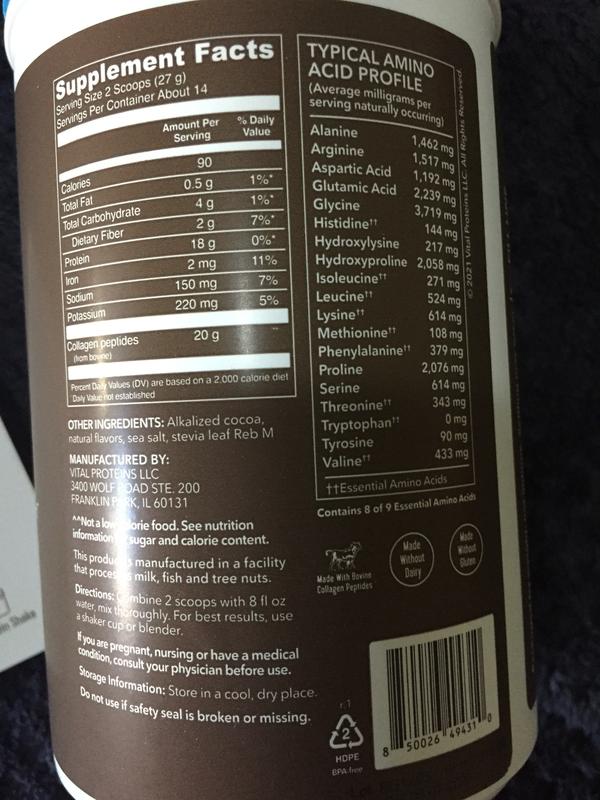 Supplement Facts
Serving Size 2 Scoops (27 g)
Servings Per Container About 14
Amount Per Serving % Daily Value
Calories 90
Total Fat 0.5 g 1%*
Total Carbohydrate 4 g 1%*
Dietary Fiber 2 g 7%*
Protein 18 g 0%*
Iron 2 mg 11%
Sodium 150 mg 7%
Potassium 220 mg 5%
Collagen peptides 20 g
(from bovine)
Percent Daily Values (DV) are based on a 2,000 calorie diet
Daily Value not established
OTHER INGREDIENTS: Alkalized cocoa,
natural flavors, sea salt, stevia leaf Reb M
MANUFACTURED BY:
VITAL PROTEINS LLC
3400 WOLF ROAD STE. 200
FRANKLIN PARK, IL 60131
^^Not a low calorie food. See nutrition
information sugar and calorie content.
This product is manufactured in a facility
that processes milk, fish and tree nuts.
Directions: Combine 2 scoops with 8 fl oz
water, mix thoroughly. For best results, use
a shaker cup or blender.
If you are pregnant, nursing or have a medical
condition, consult your physician before use.
Storage Information: Store in a cool, dry place.
Do not use if safety seal is broken or missing.
TYPICAL AMINO
ACID PROFILE
(Average milligrams per
serving naturally occurring)
Alanine 1,462 mg
Arginine 1,517 mg
Aspartic Acid 1,192 mg
Glutamic Acid 2,239 mg
Glycine 3,719 mg
Histidine†† 144 mg
Hydroxylysine 217 mg
Hydroxyproline 2,058 mg
Isoleucine†† 271 mg
Leucine†† 524 mg
Lysine†† 614 mg
Methionine†† 108 mg
Phenylalanine†† 379 mg
Proline 2,076 mg
Serine 614 mg
Threonine†† 343 mg
Tryptophan†† 0 mg
Tyrosine 90 mg
Valine†† 433 mg
††Essential Amino Acids
Contains 8 of 9 Essential Amino Acids
© 2021 Vital Proteins LLC. All Rights Reserved.
Made With Bovine
Collagen Peptides
Made
Without
Dairy
Made
Without
Gluten
r.1
2
HDPE
BPA-free
8 50026 49431 0
Shake